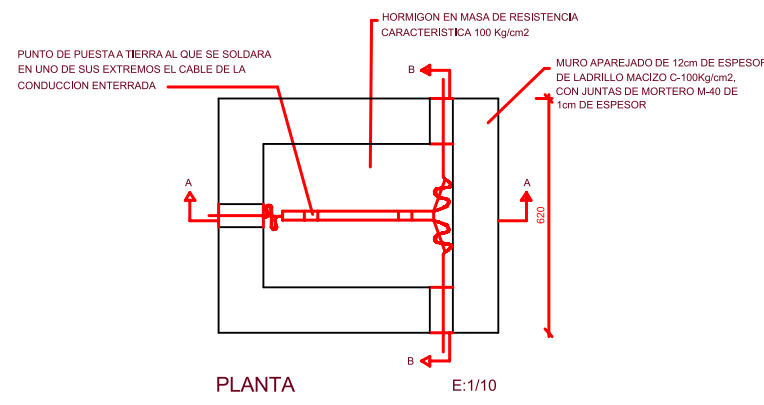 HORMIGON EN MASA DE RESISTENCIA
CARACTERISTICA 100 Kg/cm2
PUNTO DE PUESTA A TIERRA AL QUE SE SOLDARA
EN UNO DE SUS EXTREMOS EL CABLE DE LA
CONDUCCION ENTERRADA
MURO APAREJADO DE 12cm DE ESPESOR
DE LADRILLO MACIZO C-100Kg/cm2,
CON JUNTAS DE MORTERO M-40 DE
1cm DE ESPESOR
B
A
A
620
B
PLANTA
E:1/10